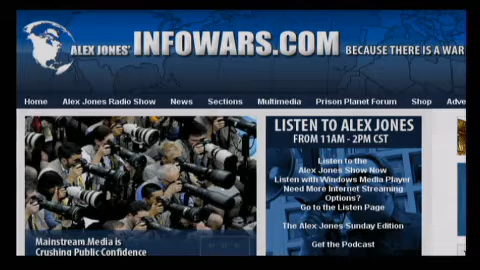 ALEX JONES' INFOWARS.COM BECAUSE THERE IS A WAR
Home Alex Jones Radio Show News Sections Multimedia Prison Planet Forum Shop Adve
LISTEN TO ALEX JONES
FROM 11AM - 2PM CST
Listen to the
Alex Jones Show Now
Listen with Windows Media Player
Need More Internet Streaming
Options?
Go to the Listen Page
The Alex Jones Sunday Edition
Get the Podcast
Mainstream Media is
Crushing Public Confidence